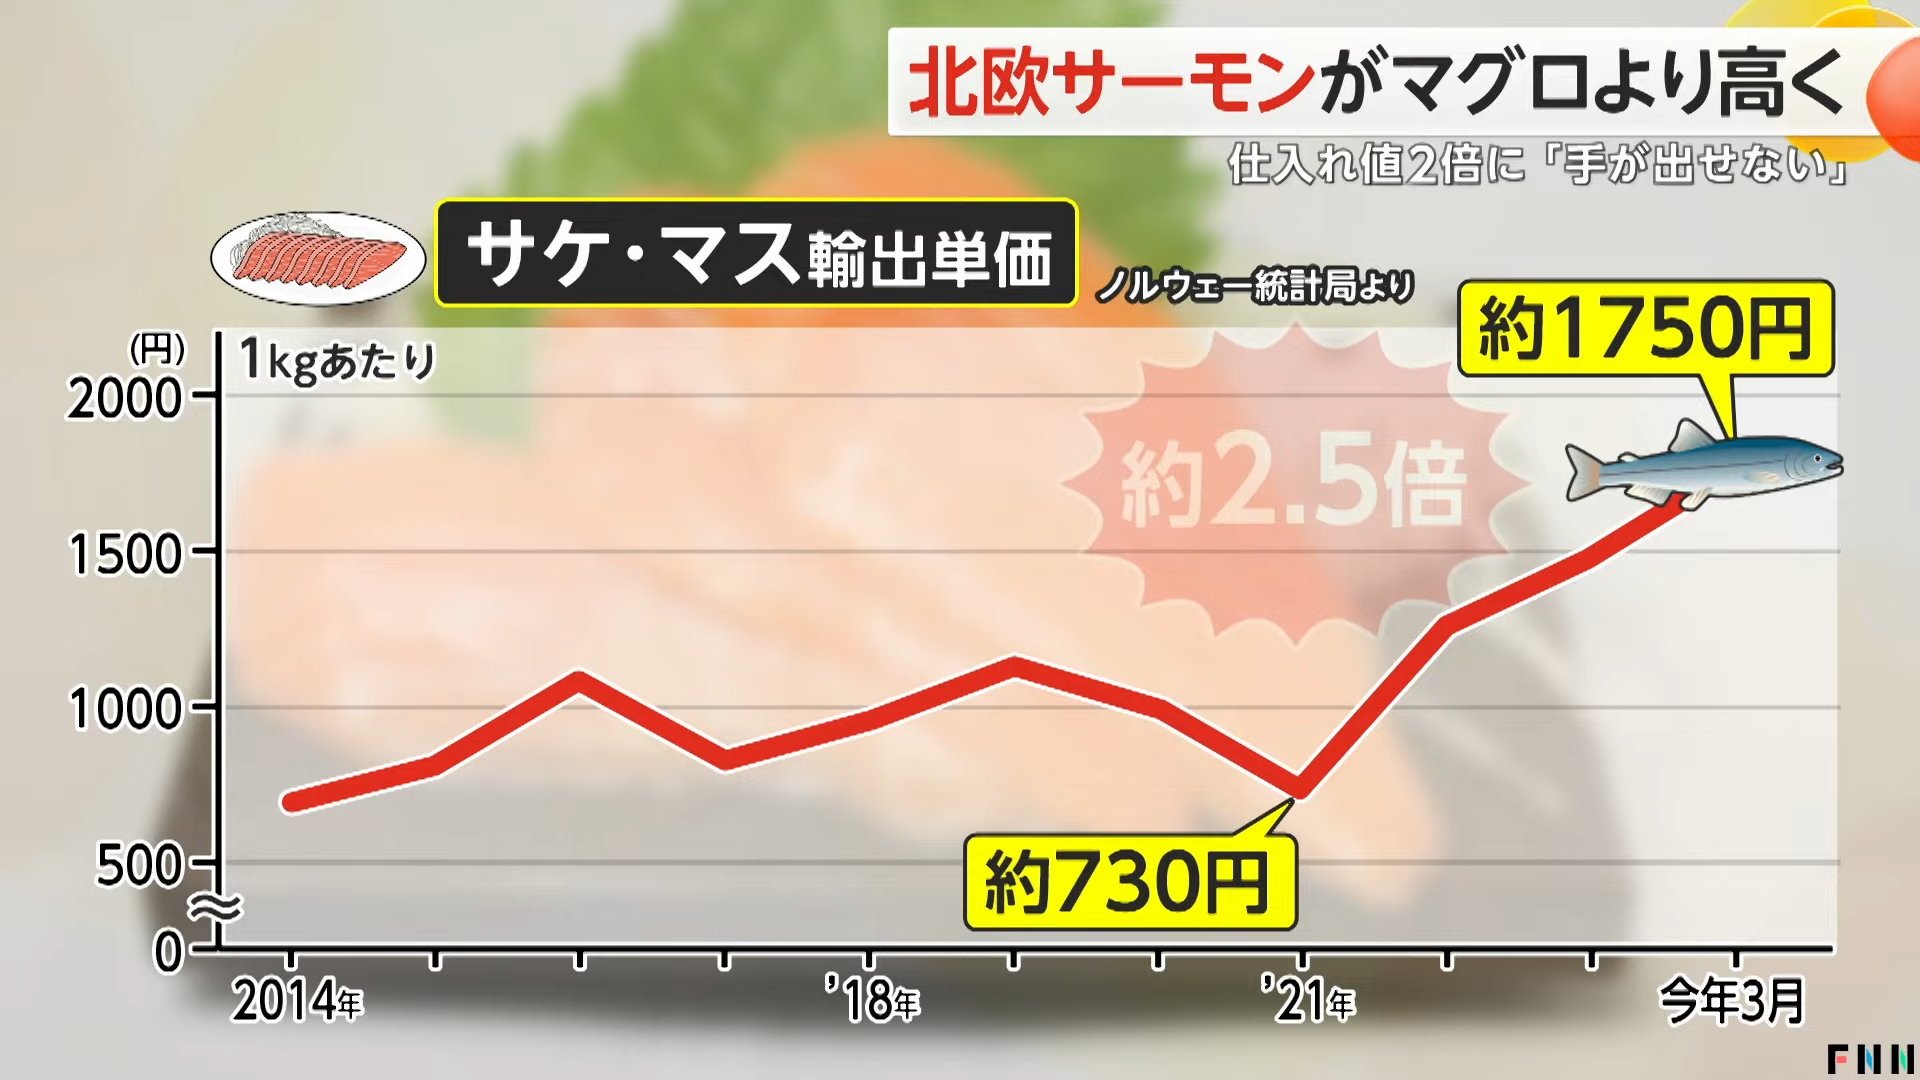 北欧サーモンがマグロより高く
仕入れ値2倍に「手が出せない」
サケ・マス輸出単価
ノルウェー統計局より
約1750円
(円)
1kgあたり
2000
1500
1000
500
0
約2.5倍
約730円
2014年
'18年
'21年
今年3月
FNN